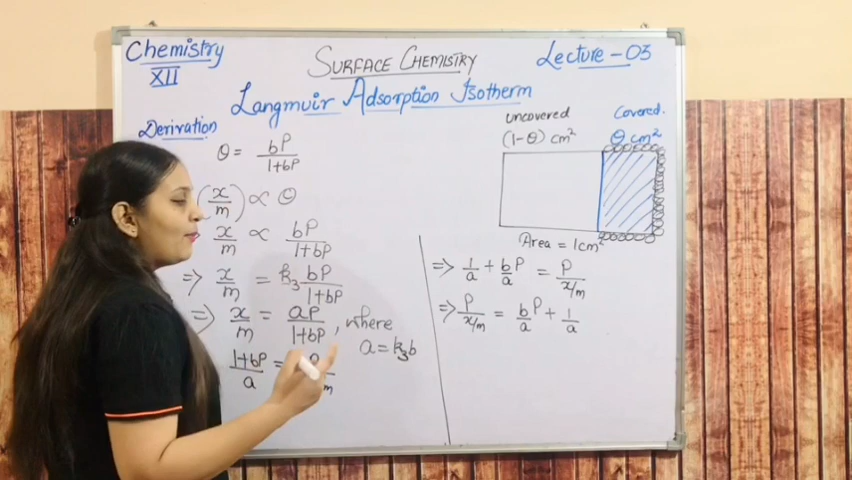 Chemistry
XII
SURFACE CHEMISTRY
Lecture - 03
Langmuir Adsorption Isotherm
Derivation
θ = bP / 1+bP
(x/m) ∝ θ
x/m ∝ bP / 1+bP
⇒ x/m = k₃ bP / 1+bP
⇒ x/m = aP / 1+bP , where
a = k₃b
1+bP / a =
uncovered
(1-θ) cm²
Covered.
θ cm²
Area = 1cm²
⇒ 1/a + b/a P = P / x/m
⇒ P / x/m = b/a P + 1/a